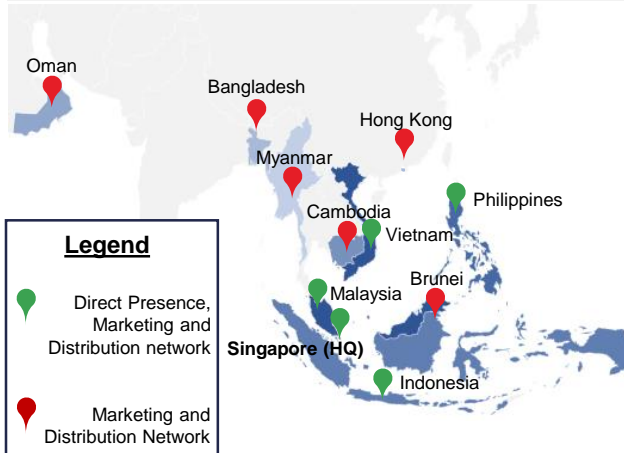 Oman
Bangladesh
Hong Kong
Myanmar
Philippines
Cambodia
Vietnam
Legend
Brunei
Direct Presence,
Marketing and
Distribution network
Malaysia
Singapore (HQ)
Indonesia
Marketing and
Distribution Network